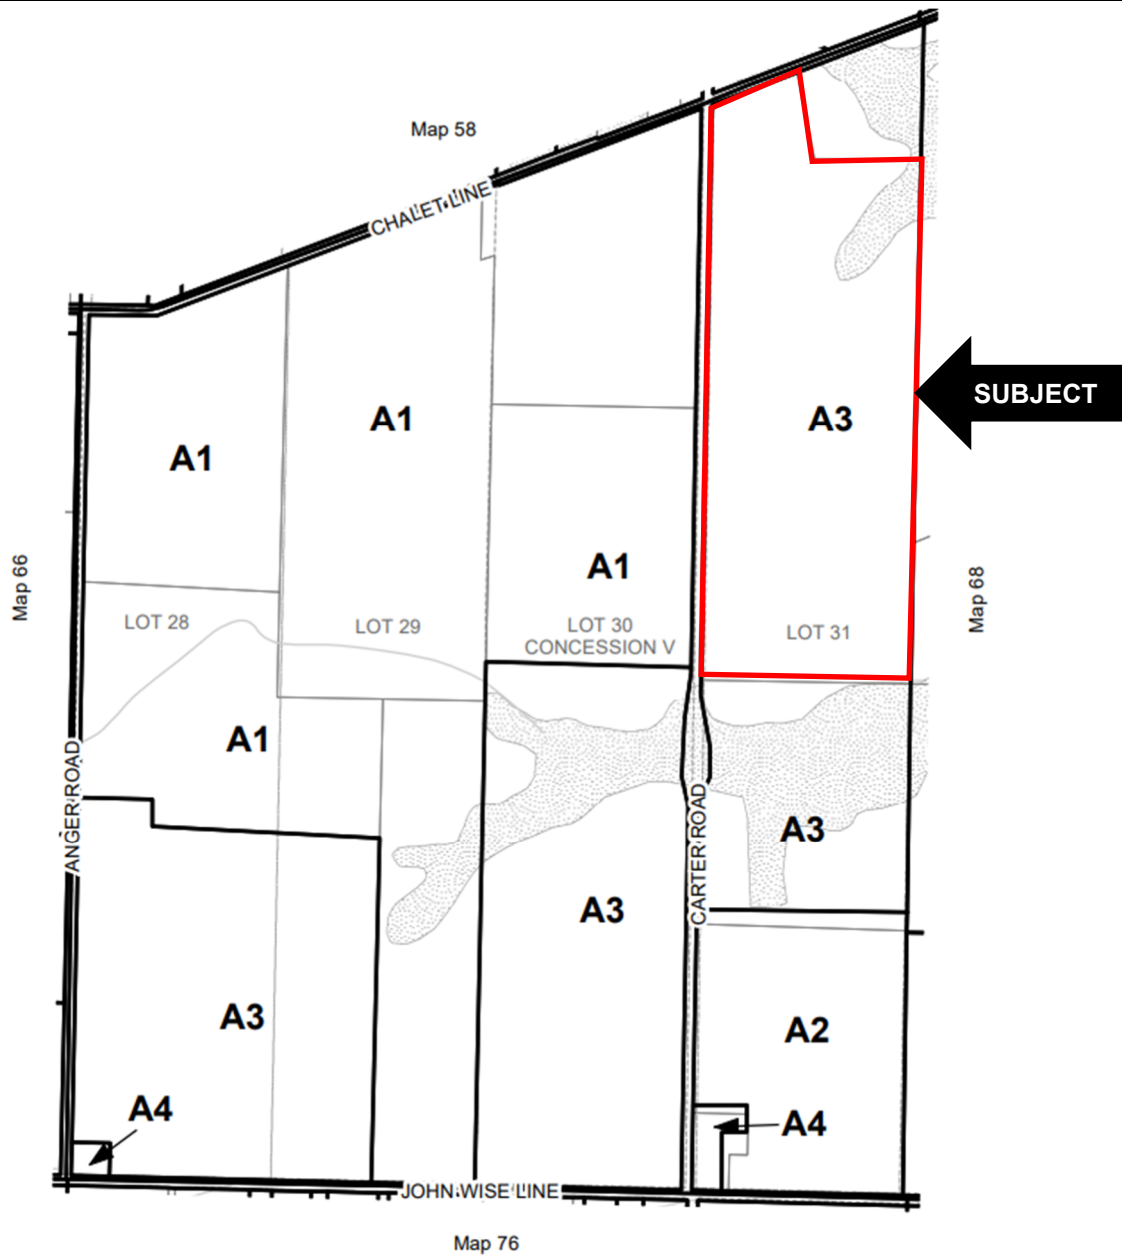 Map 58
CHALET LINE
SUBJECT
A1
A3
A1
A1
Map 66
Map 68
LOT 28
LOT 29
LOT 30
CONCESSION V
LOT 31
A1
ANGER ROAD
CARTER ROAD
A3
A3
A3
A2
A4
A4
JOHN WISE LINE
Map 76